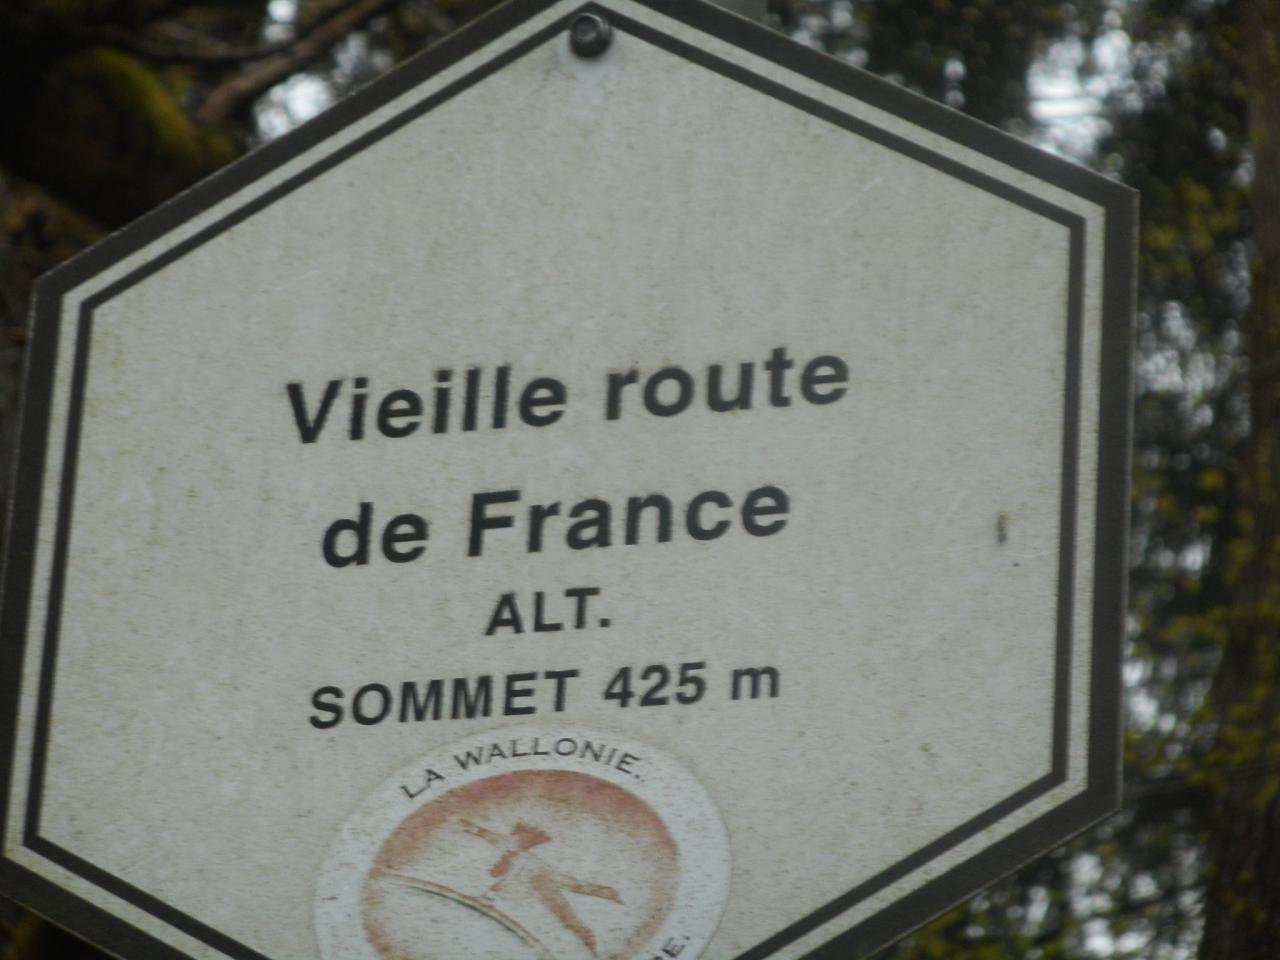 Vieille route
de France
ALT.
SOMMET 425 m
LA WALLONIE.